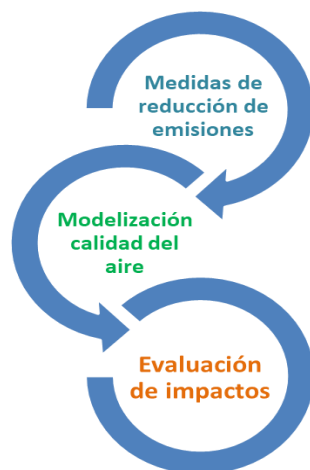 Medidas de
reducción de
emisiones
Modelización
calidad del
aire
Evaluación
de impactos